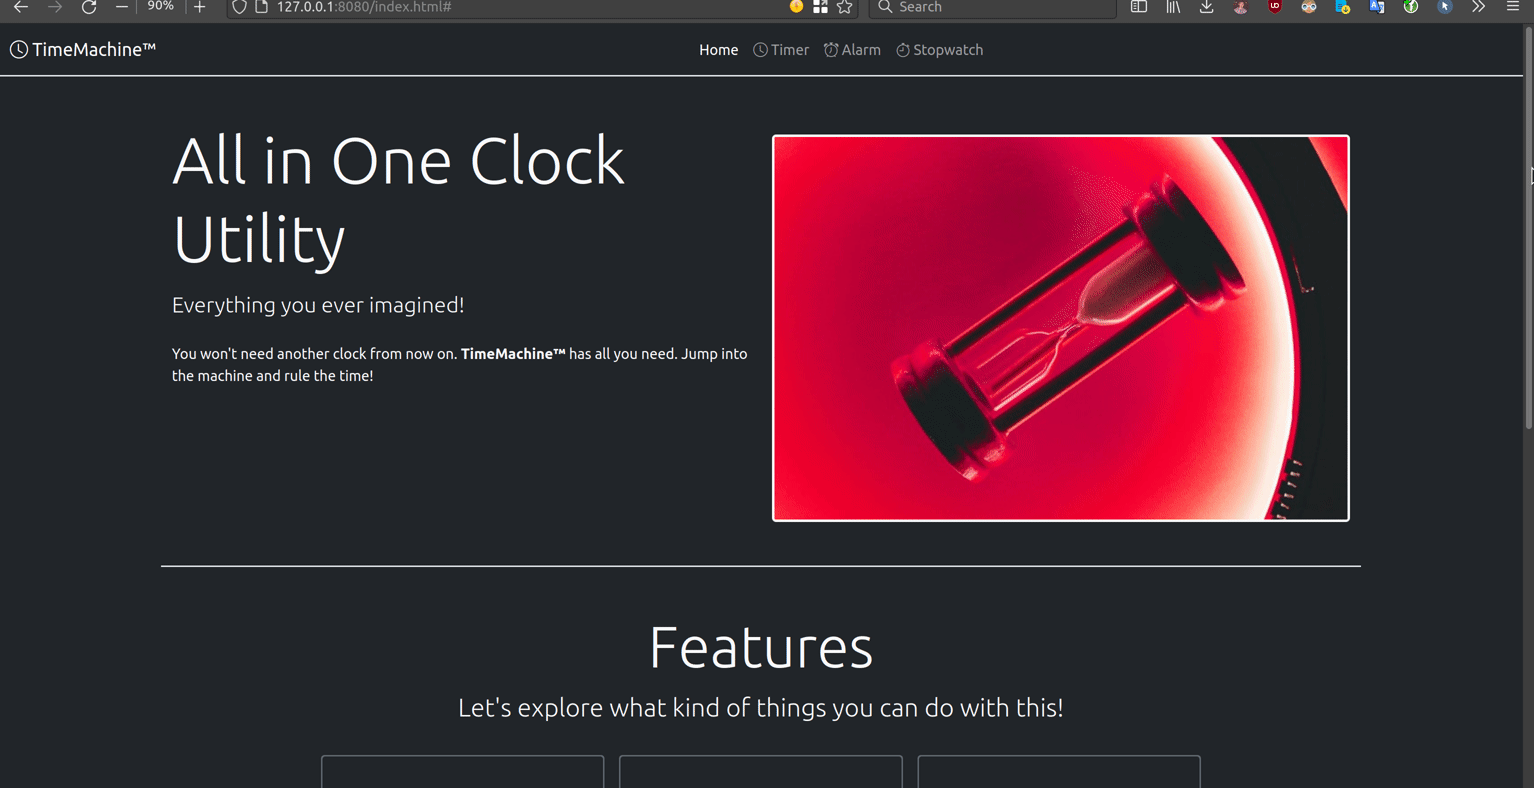 90%
127.0.0.1:8080/index.html#
Search
TimeMachine™
Home
Timer
Alarm
Stopwatch
All in One Clock
Utility
Everything you ever imagined!
You won't need another clock from now on. TimeMachine™ has all you need. Jump into
the machine and rule the time!
Features
Let's explore what kind of things you can do with this!